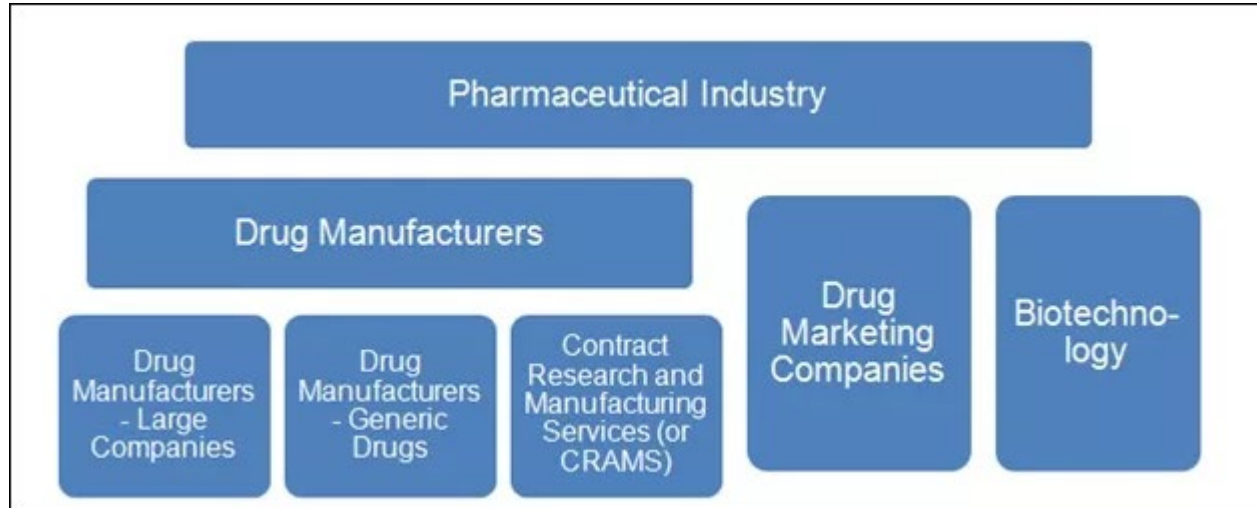 Pharmaceutical Industry
Drug Manufacturers
Drug
Manufacturers
- Large
Companies
Drug
Manufacturers
- Generic
Drugs
Contract
Research and
Manufacturing
Services (or
CRAMS)
Drug
Marketing
Companies
Biotechno-
logy